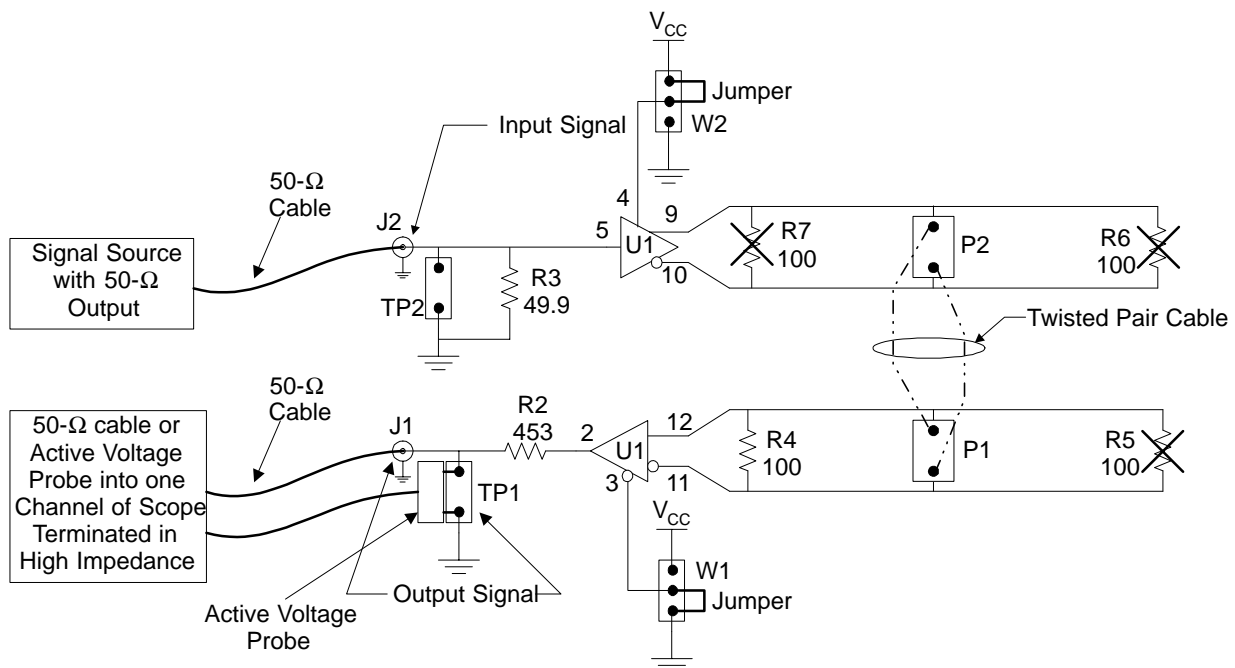 VCC
Jumper
W2
Input Signal
50-Ω
Cable
J2
4
5
9
U1
10
R7
100
P2
R6
100
Signal Source
with 50-Ω
Output
TP2
R3
49.9
Twisted Pair Cable
50-Ω
Cable
50-Ω cable or
Active Voltage
Probe into one
Channel of Scope
Terminated in
High Impedance
J1
R2
453
2
U1
12
3
11
R4
100
P1
R5
100
TP1
VCC
W1
Jumper
Output Signal
Active Voltage
Probe